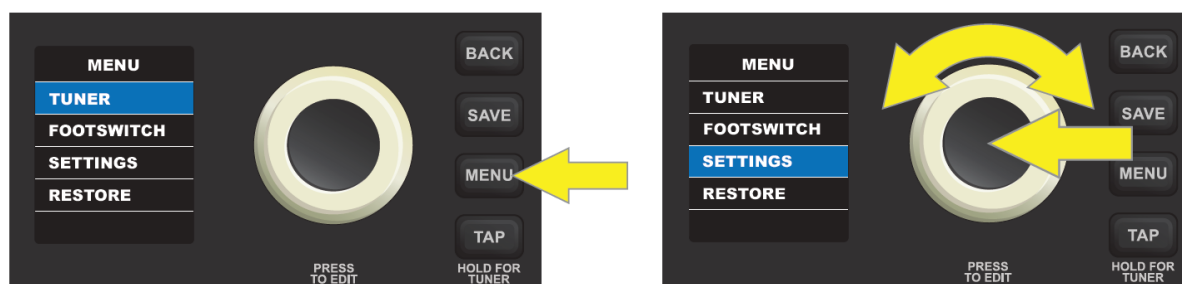 MENU
TUNER
FOOTSWITCH
SETTINGS
RESTORE
PRESS
TO EDIT
BACK
SAVE
MENU
TAP
HOLD FOR
TUNER
MENU
TUNER
FOOTSWITCH
SETTINGS
RESTORE
PRESS
TO EDIT
BACK
SAVE
MENU
TAP
HOLD FOR
TUNER